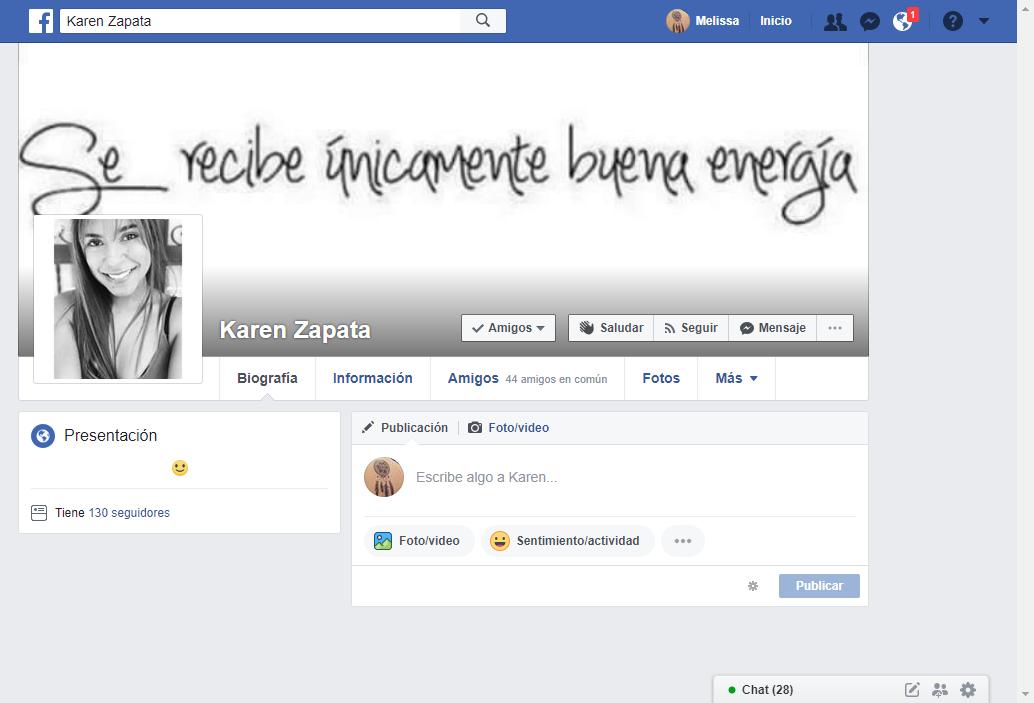 Karen Zapata
Melissa
Inicio
1
Se recibe únicamente buena energía
Karen Zapata
Amigos
Saludar
Seguir
Mensaje
Biografía
Información
Amigos 44 amigos en común
Fotos
Más
Presentación
Tiene 130 seguidores
Publicación
Foto/video
Escribe algo a Karen...
Foto/video
Sentimiento/actividad
Publicar
Chat (28)